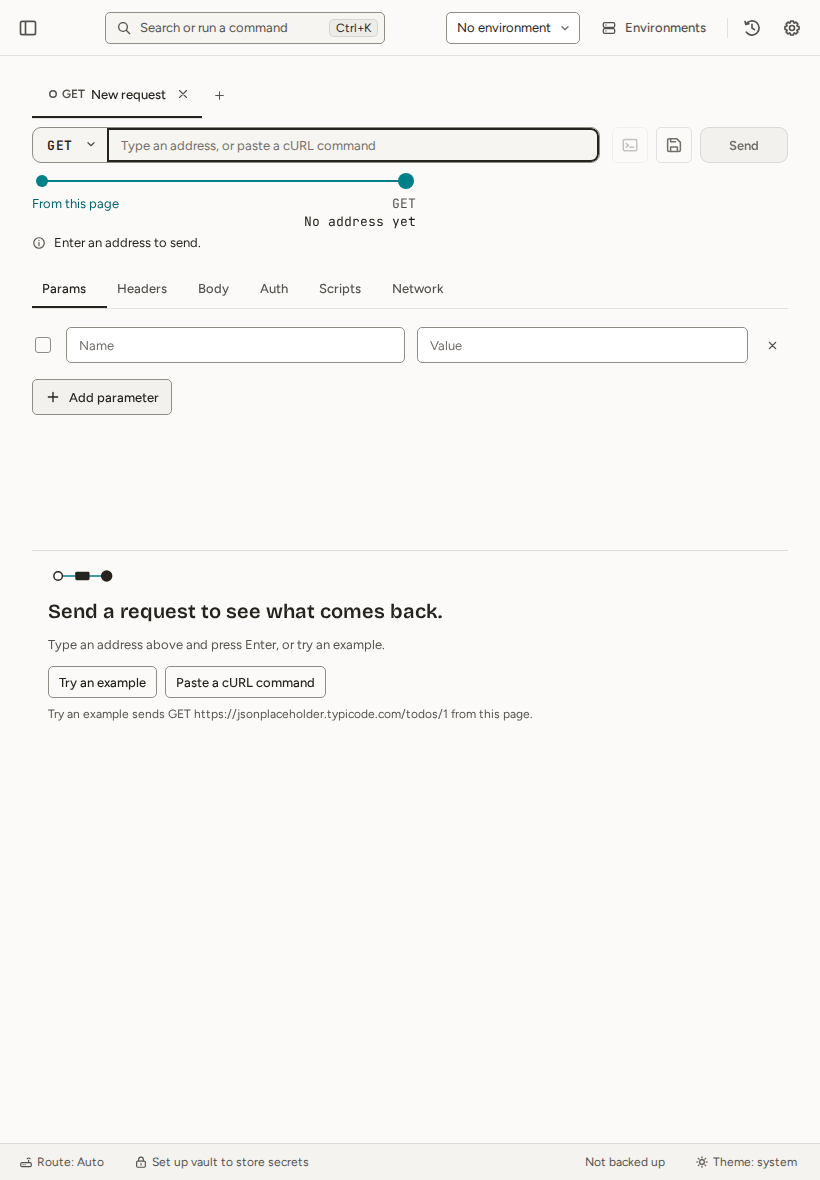 Search or run a command Ctrl+K No environment Environments
GET New request
GET Type an address, or paste a cURL command Send
From this page GET
No address yet
Enter an address to send.
Params Headers Body Auth Scripts Network
Name Value
Add parameter
Send a request to see what comes back.
Type an address above and press Enter, or try an example.
Try an example Paste a cURL command
Try an example sends GET https://jsonplaceholder.typicode.com/todos/1 from this page.
Route: Auto Set up vault to store secrets Not backed up Theme: system